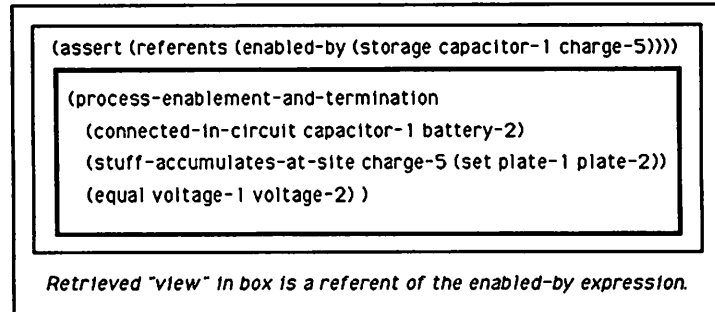 (assert (referents (enabled-by (storage capacitor-1 charge-5))))
(process-enablement-and-termination
(connected-in-circuit capacitor-1 battery-2)
(stuff-accumulates-at-site charge-5 (set plate-1 plate-2))
(equal voltage-1 voltage-2) )
Retrieved "view" in box is a referent of the enabled-by expression.